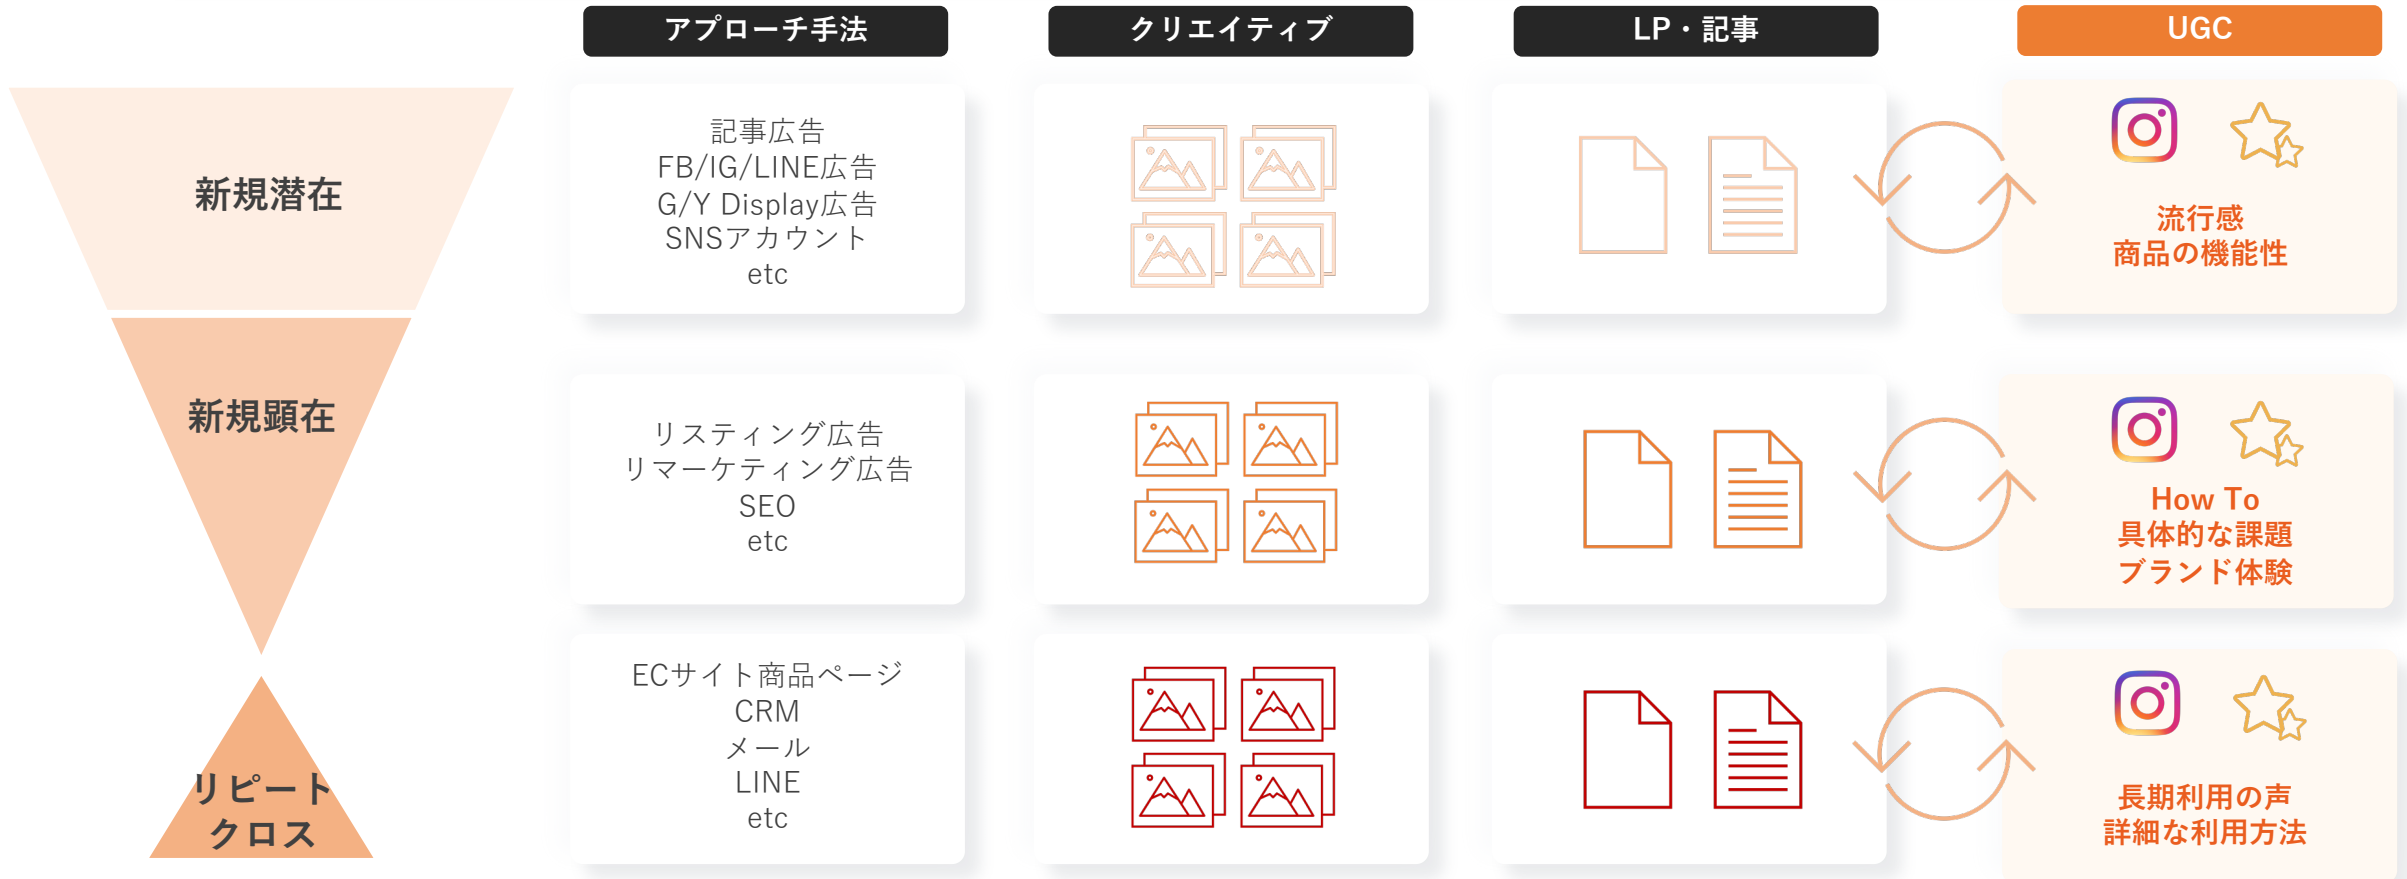 アプローチ手法
クリエイティブ
LP・記事
UGC
新規潜在
記事広告
FB/IG/LINE広告
G/Y Display広告
SNSアカウント
etc
流行感
商品の機能性
新規顕在
リスティング広告
リマーケティング広告
SEO
etc
How To
具体的な課題
ブランド体験
リピート
クロス
ECサイト商品ページ
CRM
メール
LINE
etc
長期利用の声
詳細な利用方法